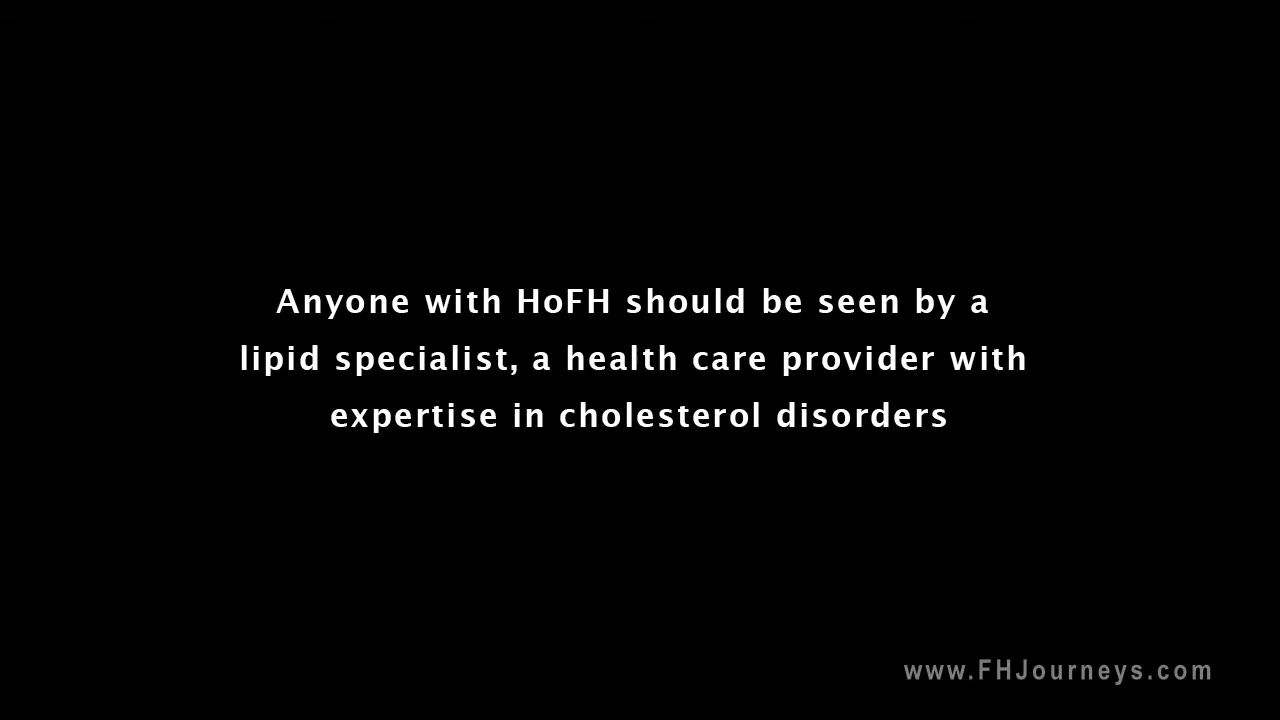 Anyone with HoFH should be seen by a
lipid specialist, a health care provider with
expertise in cholesterol disorders
www.FHJourneys.com